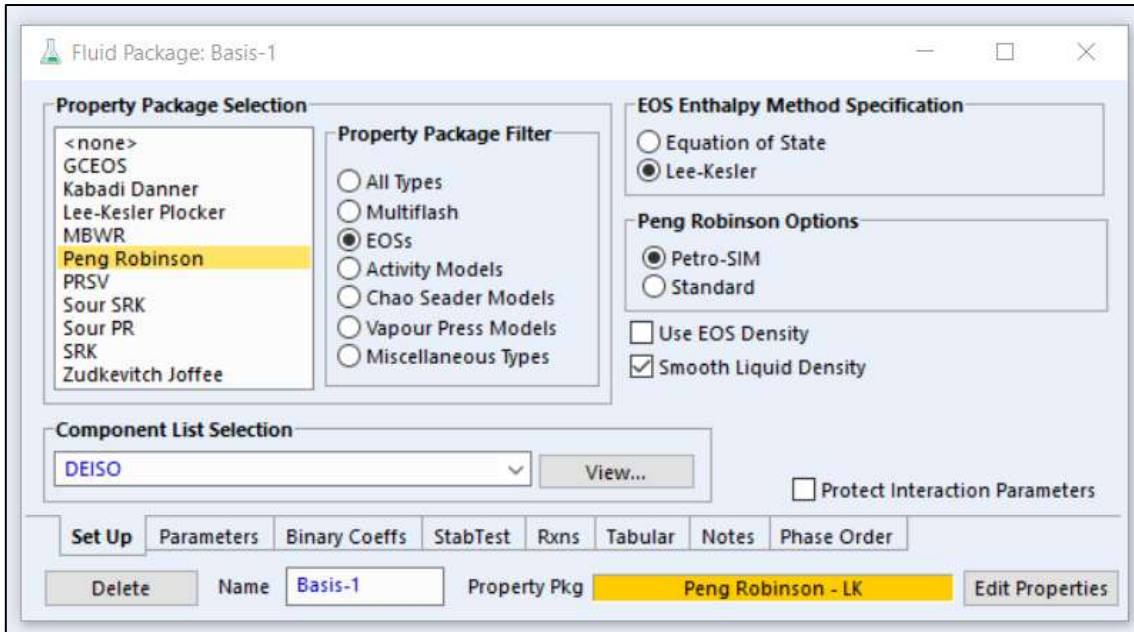 Fluid Package: Basis-1
Property Package Selection
<none>
GCEOS
Kabadi Danner
Lee-Kesler Plocker
MBWR
Peng Robinson
PRSV
Sour SRK
Sour PR
SRK
Zudkevitch Joffee
Property Package Filter
All Types
Multiflash
EOSs
Activity Models
Chao Seader Models
Vapour Press Models
Miscellaneous Types
EOS Enthalpy Method Specification
Equation of State
Lee-Kesler
Peng Robinson Options
Petro-SIM
Standard
Use EOS Density
Smooth Liquid Density
Component List Selection
DEISO
View...
Protect Interaction Parameters
Set Up Parameters Binary Coeffs StabTest Rxns Tabular Notes Phase Order
Delete Name Basis-1 Property Pkg Peng Robinson - LK Edit Properties